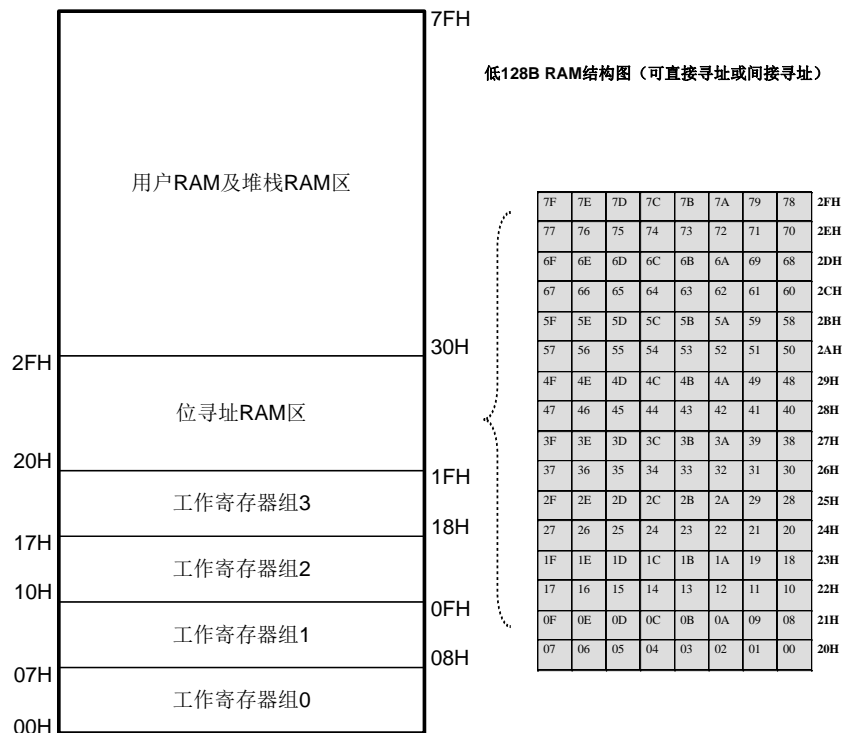 7FH
低128B RAM结构图（可直接寻址或间接寻址）
用户RAM及堆栈RAM区
30H
2FH
位寻址RAM区
20H
1FH
工作寄存器组3
18H
17H
工作寄存器组2
10H
0FH
工作寄存器组1
08H
07H
工作寄存器组0
00H
7F 7E 7D 7C 7B 7A 79 78 2FH
77 76 75 74 73 72 71 70 2EH
6F 6E 6D 6C 6B 6A 69 68 2DH
67 66 65 64 63 62 61 60 2CH
5F 5E 5D 5C 5B 5A 59 58 2BH
57 56 55 54 53 52 51 50 2AH
4F 4E 4D 4C 4B 4A 49 48 29H
47 46 45 44 43 42 41 40 28H
3F 3E 3D 3C 3B 3A 39 38 27H
37 36 35 34 33 32 31 30 26H
2F 2E 2D 2C 2B 2A 29 28 25H
27 26 25 24 23 22 21 20 24H
1F 1E 1D 1C 1B 1A 19 18 23H
17 16 15 14 13 12 11 10 22H
0F 0E 0D 0C 0B 0A 09 08 21H
07 06 05 04 03 02 01 00 20H